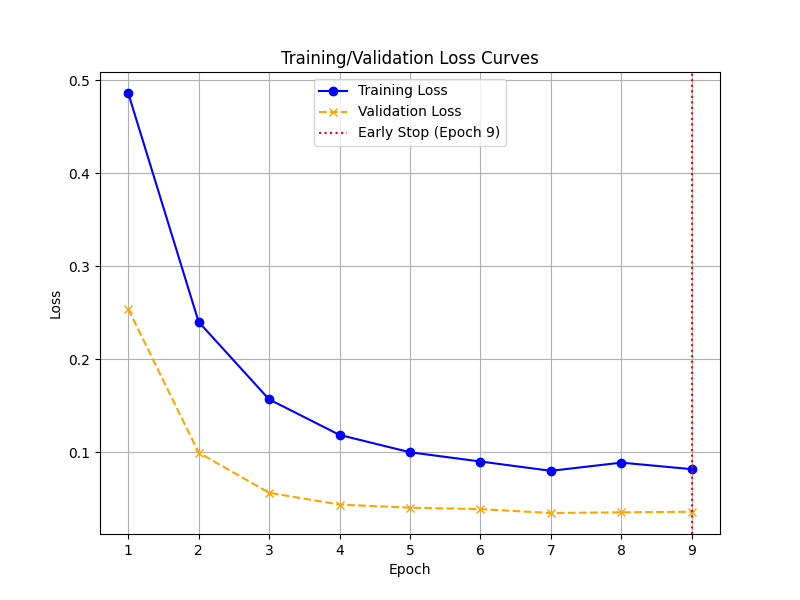 Training/Validation Loss Curves
Training Loss
Validation Loss
Early Stop (Epoch 9)
0.5
0.4
0.3
0.2
0.1
Loss
1 2 3 4 5 6 7 8 9
Epoch